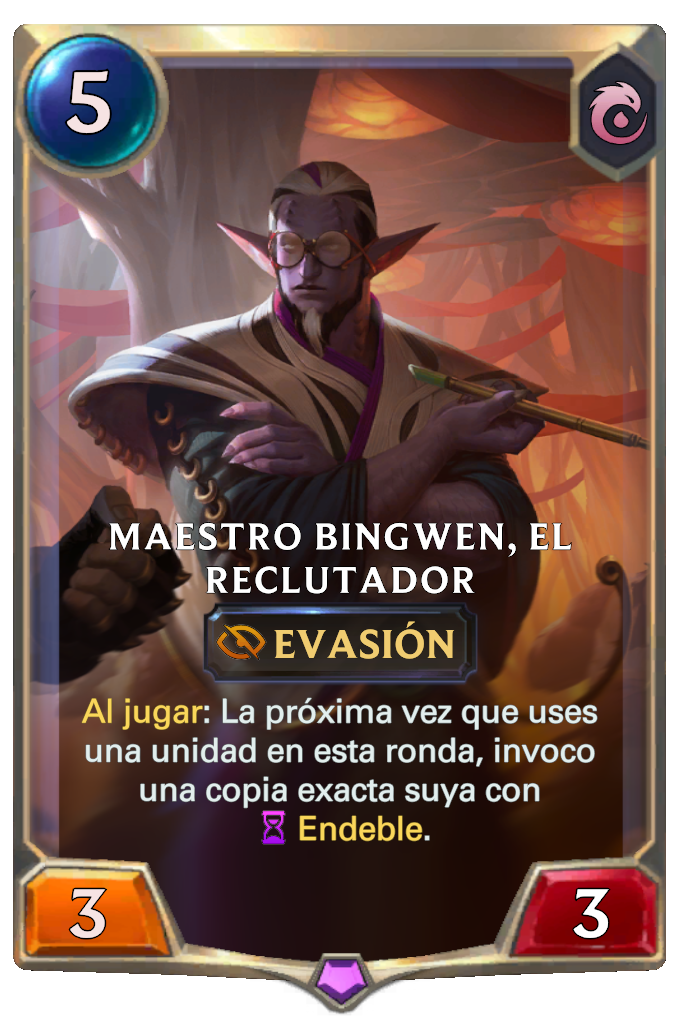 5
MAESTRO BINGWEN, EL
RECLUTADOR
EVASIÓN
Al jugar: La próxima vez que uses
una unidad en esta ronda, invoco
una copia exacta suya con
Endeble.
3
3